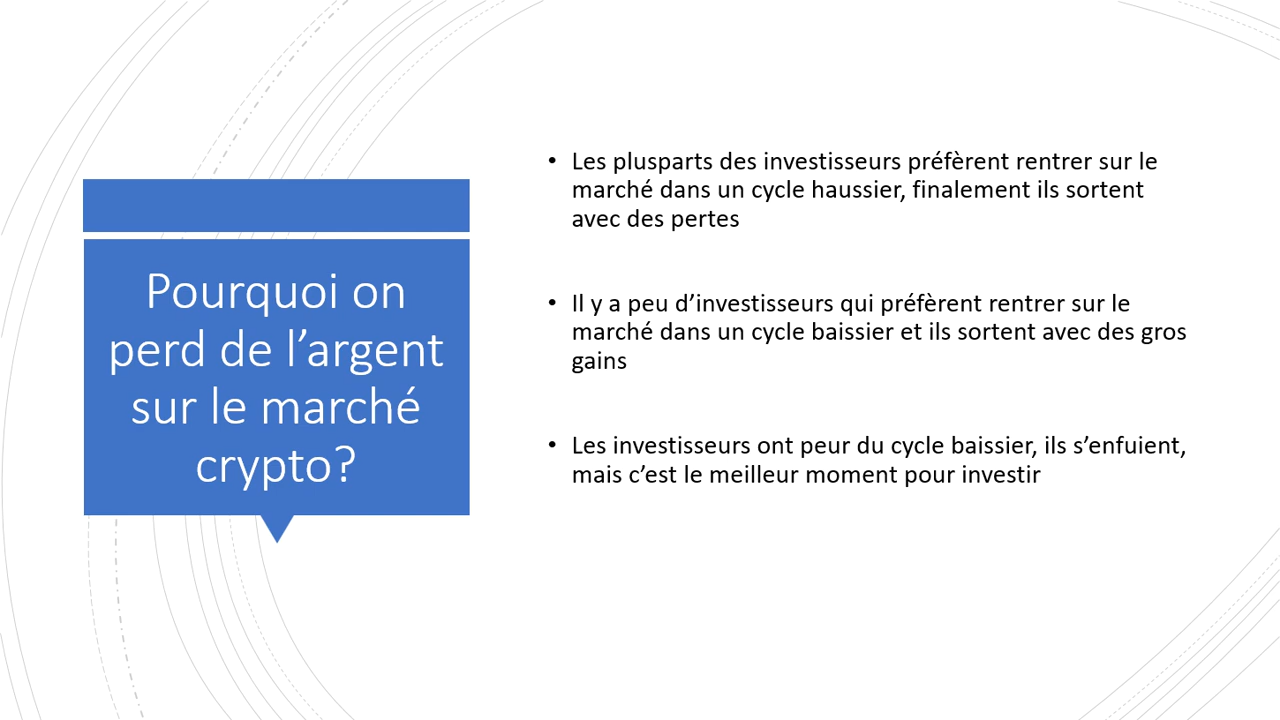 Pourquoi on
perd de l’argent
sur le marché
crypto?
• Les plusparts des investisseurs préfèrent rentrer sur le
marché dans un cycle haussier, finalement ils sortent
avec des pertes
• Il y a peu d’investisseurs qui préfèrent rentrer sur le
marché dans un cycle baissier et ils sortent avec des gros
gains
• Les investisseurs ont peur du cycle baissier, ils s’enfuient,
mais c’est le meilleur moment pour investir